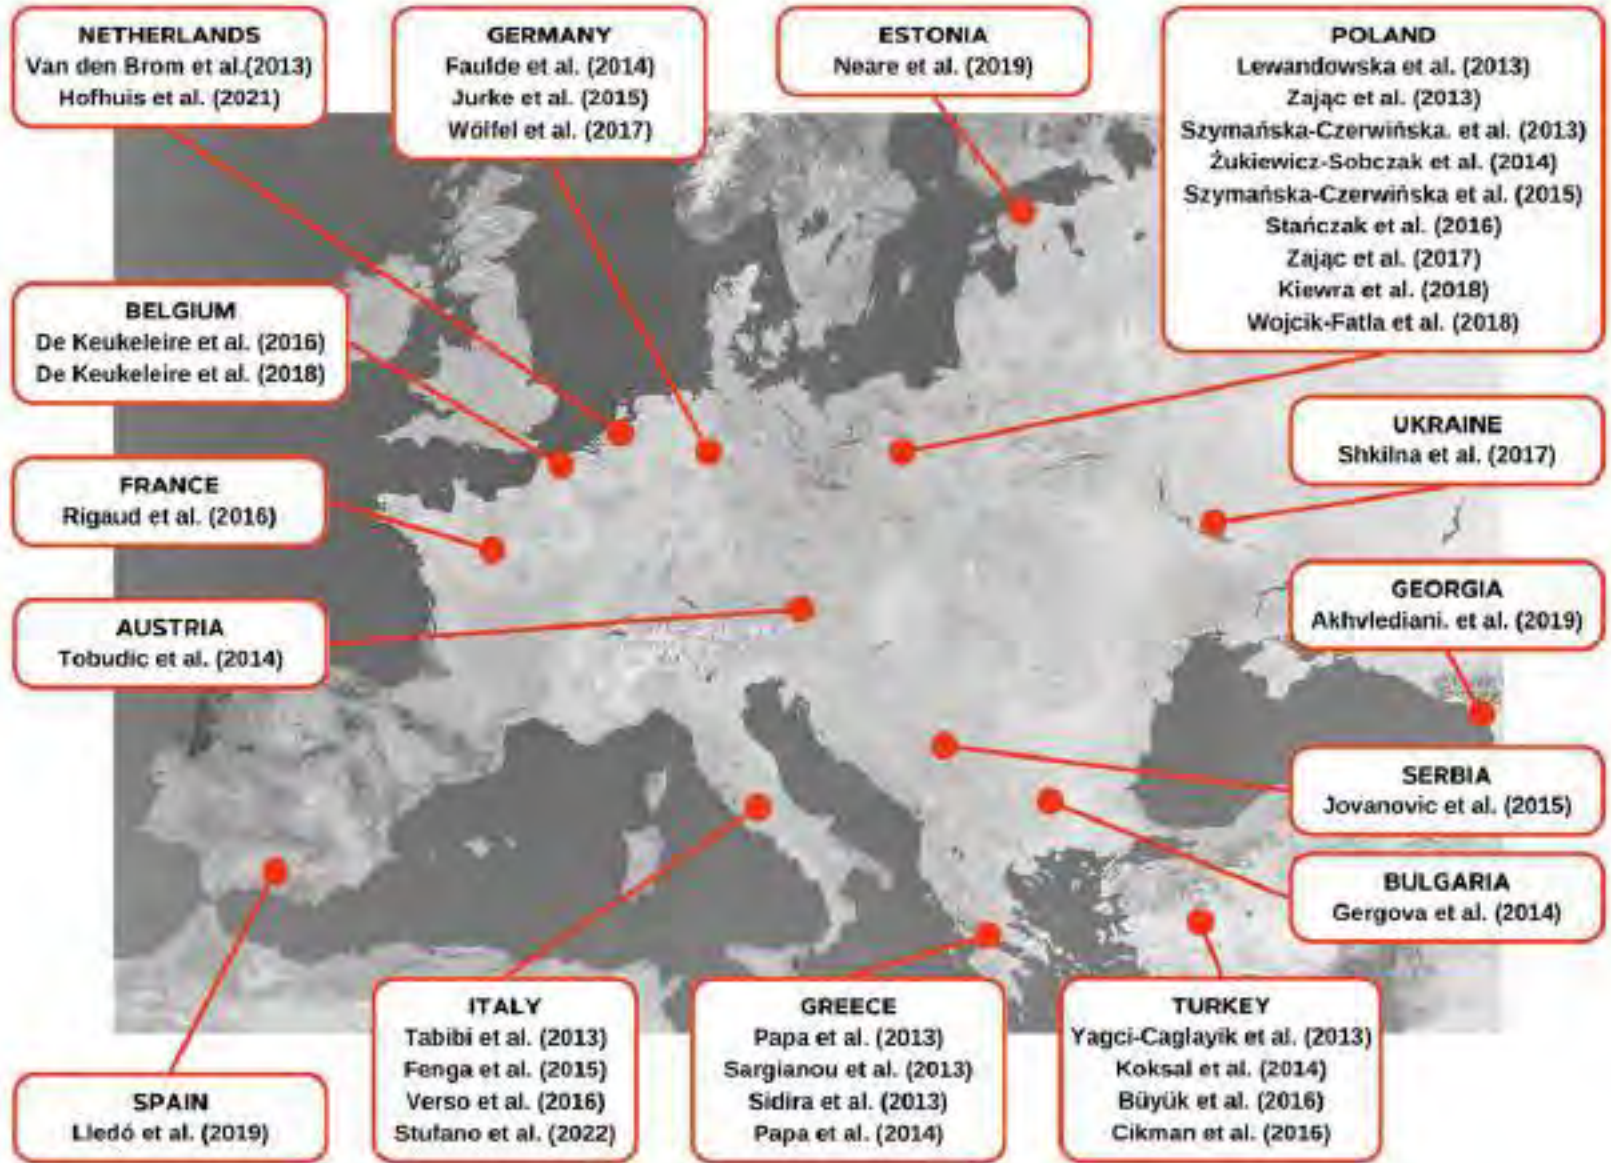 NETHERLANDS
Van den Brom et al.(2013)
Hofhuis et al. (2021)
GERMANY
Faulde et al. (2014)
Jurke et al. (2015)
Wölfel et al. (2017)
ESTONIA
Neare et al. (2019)
POLAND
Lewandowska et al. (2013)
Zając et al. (2013)
Szymańska-Czerwińska. et al. (2013)
Żukiewicz-Sobczak et al. (2014)
Szymańska-Czerwińska et al. (2015)
Stańczak et al. (2016)
Zając et al. (2017)
Kiewra et al. (2018)
Wojcik-Fatla et al. (2018)
BELGIUM
De Keukeleire et al. (2016)
De Keukeleire et al. (2018)
UKRAINE
Shkilna et al. (2017)
FRANCE
Rigaud et al. (2016)
GEORGIA
Akhvlediani. et al. (2019)
AUSTRIA
Tobudic et al. (2014)
SERBIA
Jovanovic et al. (2015)
BULGARIA
Gergova et al. (2014)
ITALY
Tabibi et al. (2013)
Fenga et al. (2015)
Verso et al. (2016)
Stufano et al. (2022)
GREECE
Papa et al. (2013)
Sargianou et al. (2013)
Sidira et al. (2013)
Papa et al. (2014)
TURKEY
Yagci-Caglayik et al. (2013)
Koksal et al. (2014)
Büyük et al. (2016)
Cikman et al. (2016)
SPAIN
Lledó et al. (2019)